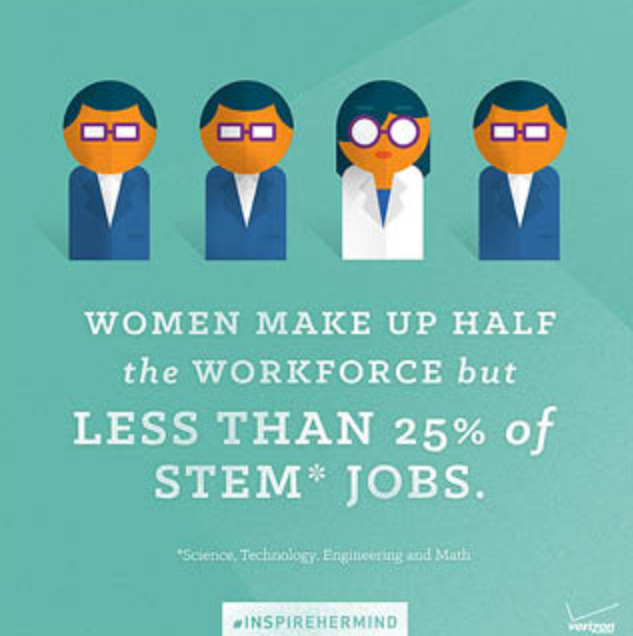 WOMEN MAKE UP HALF
the WORKFORCE but
LESS THAN 25% of
STEM* JOBS.
*Science, Technology, Engineering and Math
#INSPIREHERMIND
verizon